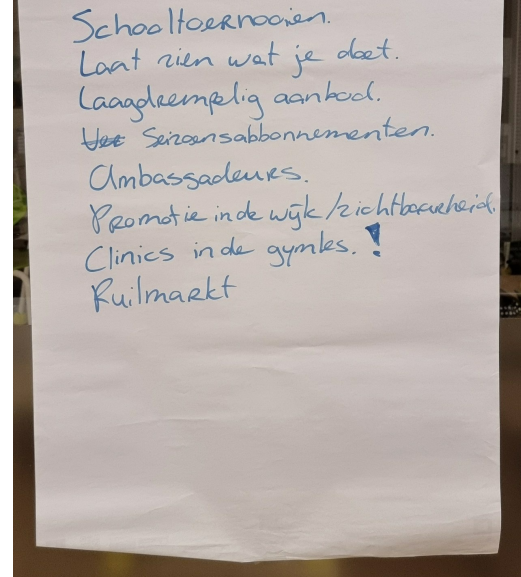 Schooltoernooien.
Laat zien wat je doet.
Laagdrempelig aanbod.
Seizoensabbonnementen.
Ambassadeurs.
Promotie in de wijk/zichtbaarheid.
Clinics in de gymles. !
Ruilmarkt